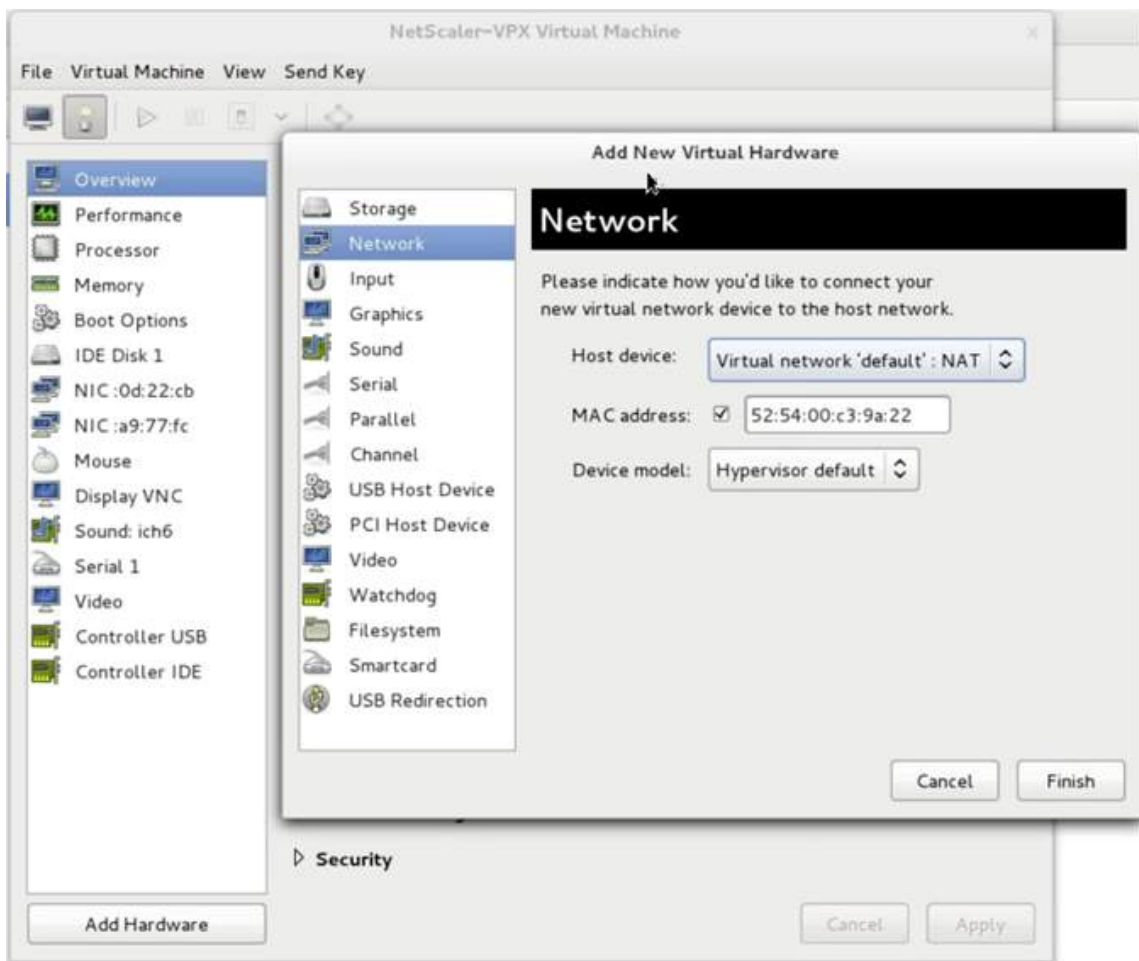 NetScaler-VPX Virtual Machine
File Virtual Machine View Send Key
Overview
Performance
Processor
Memory
Boot Options
IDE Disk 1
NIC :0d:22:cb
NIC :a9:77:fc
Mouse
Display VNC
Sound: ich6
Serial 1
Video
Controller USB
Controller IDE
Add Hardware
Add New Virtual Hardware
Storage
Network
Input
Graphics
Sound
Serial
Parallel
Channel
USB Host Device
PCI Host Device
Video
Watchdog
Filesystem
Smartcard
USB Redirection
Network
Please indicate how you'd like to connect your
new virtual network device to the host network.
Host device: Virtual network 'default' : NAT
MAC address: 52:54:00:c3:9a:22
Device model: Hypervisor default
Cancel Finish
Security
Cancel Apply